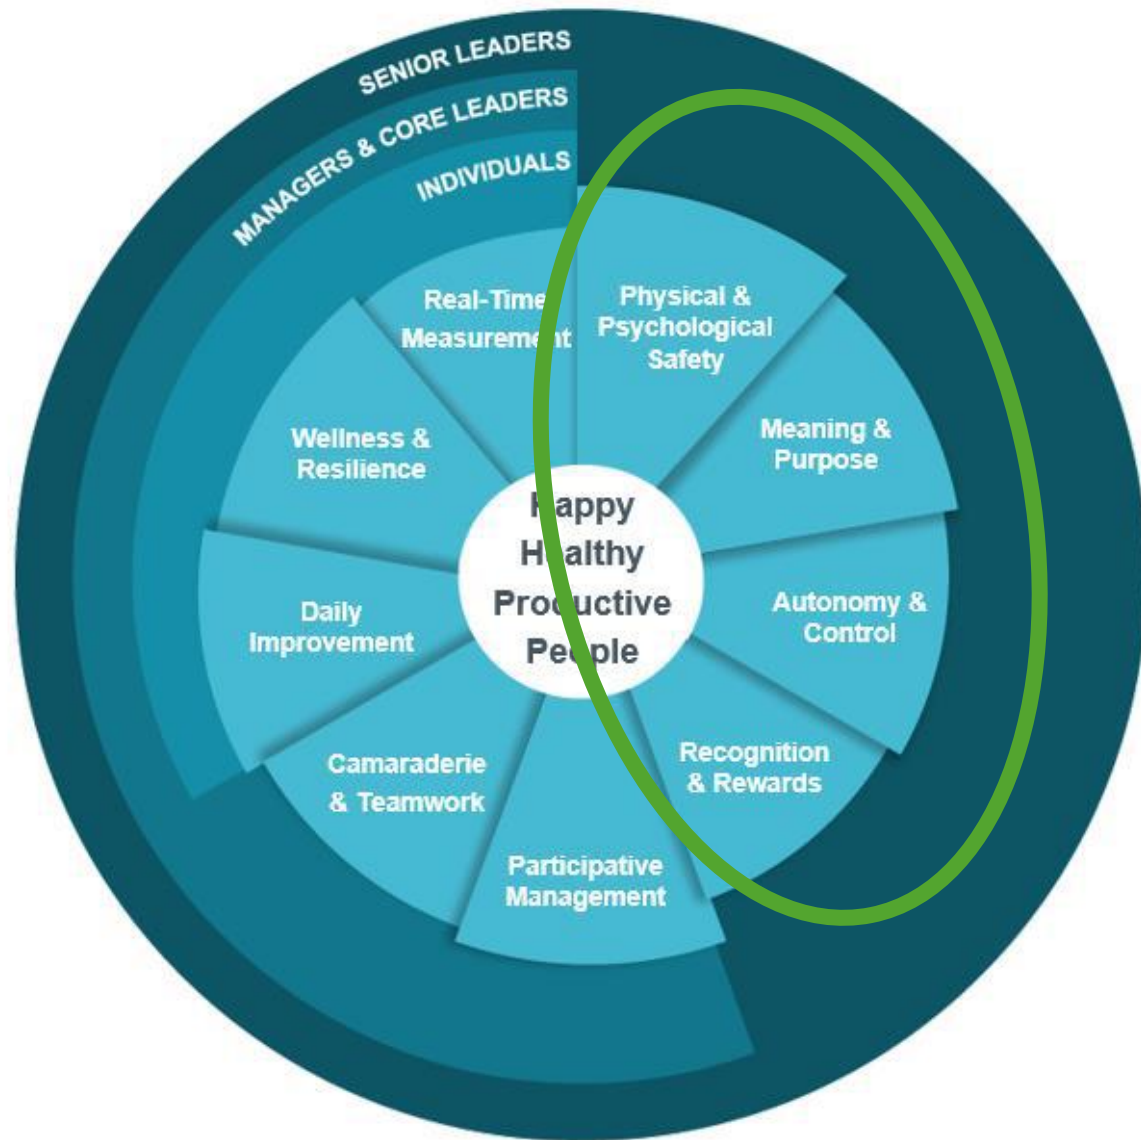 SENIOR LEADERS
MANAGERS & CORE LEADERS
INDIVIDUALS
Real-Time
Measurement
Physical &
Psychological
Safety
Meaning &
Purpose
Autonomy &
Control
Recognition
& Rewards
Participative
Management
Camaraderie
& Teamwork
Daily
Improvement
Wellness &
Resilience
Happy
Healthy
Productive
People